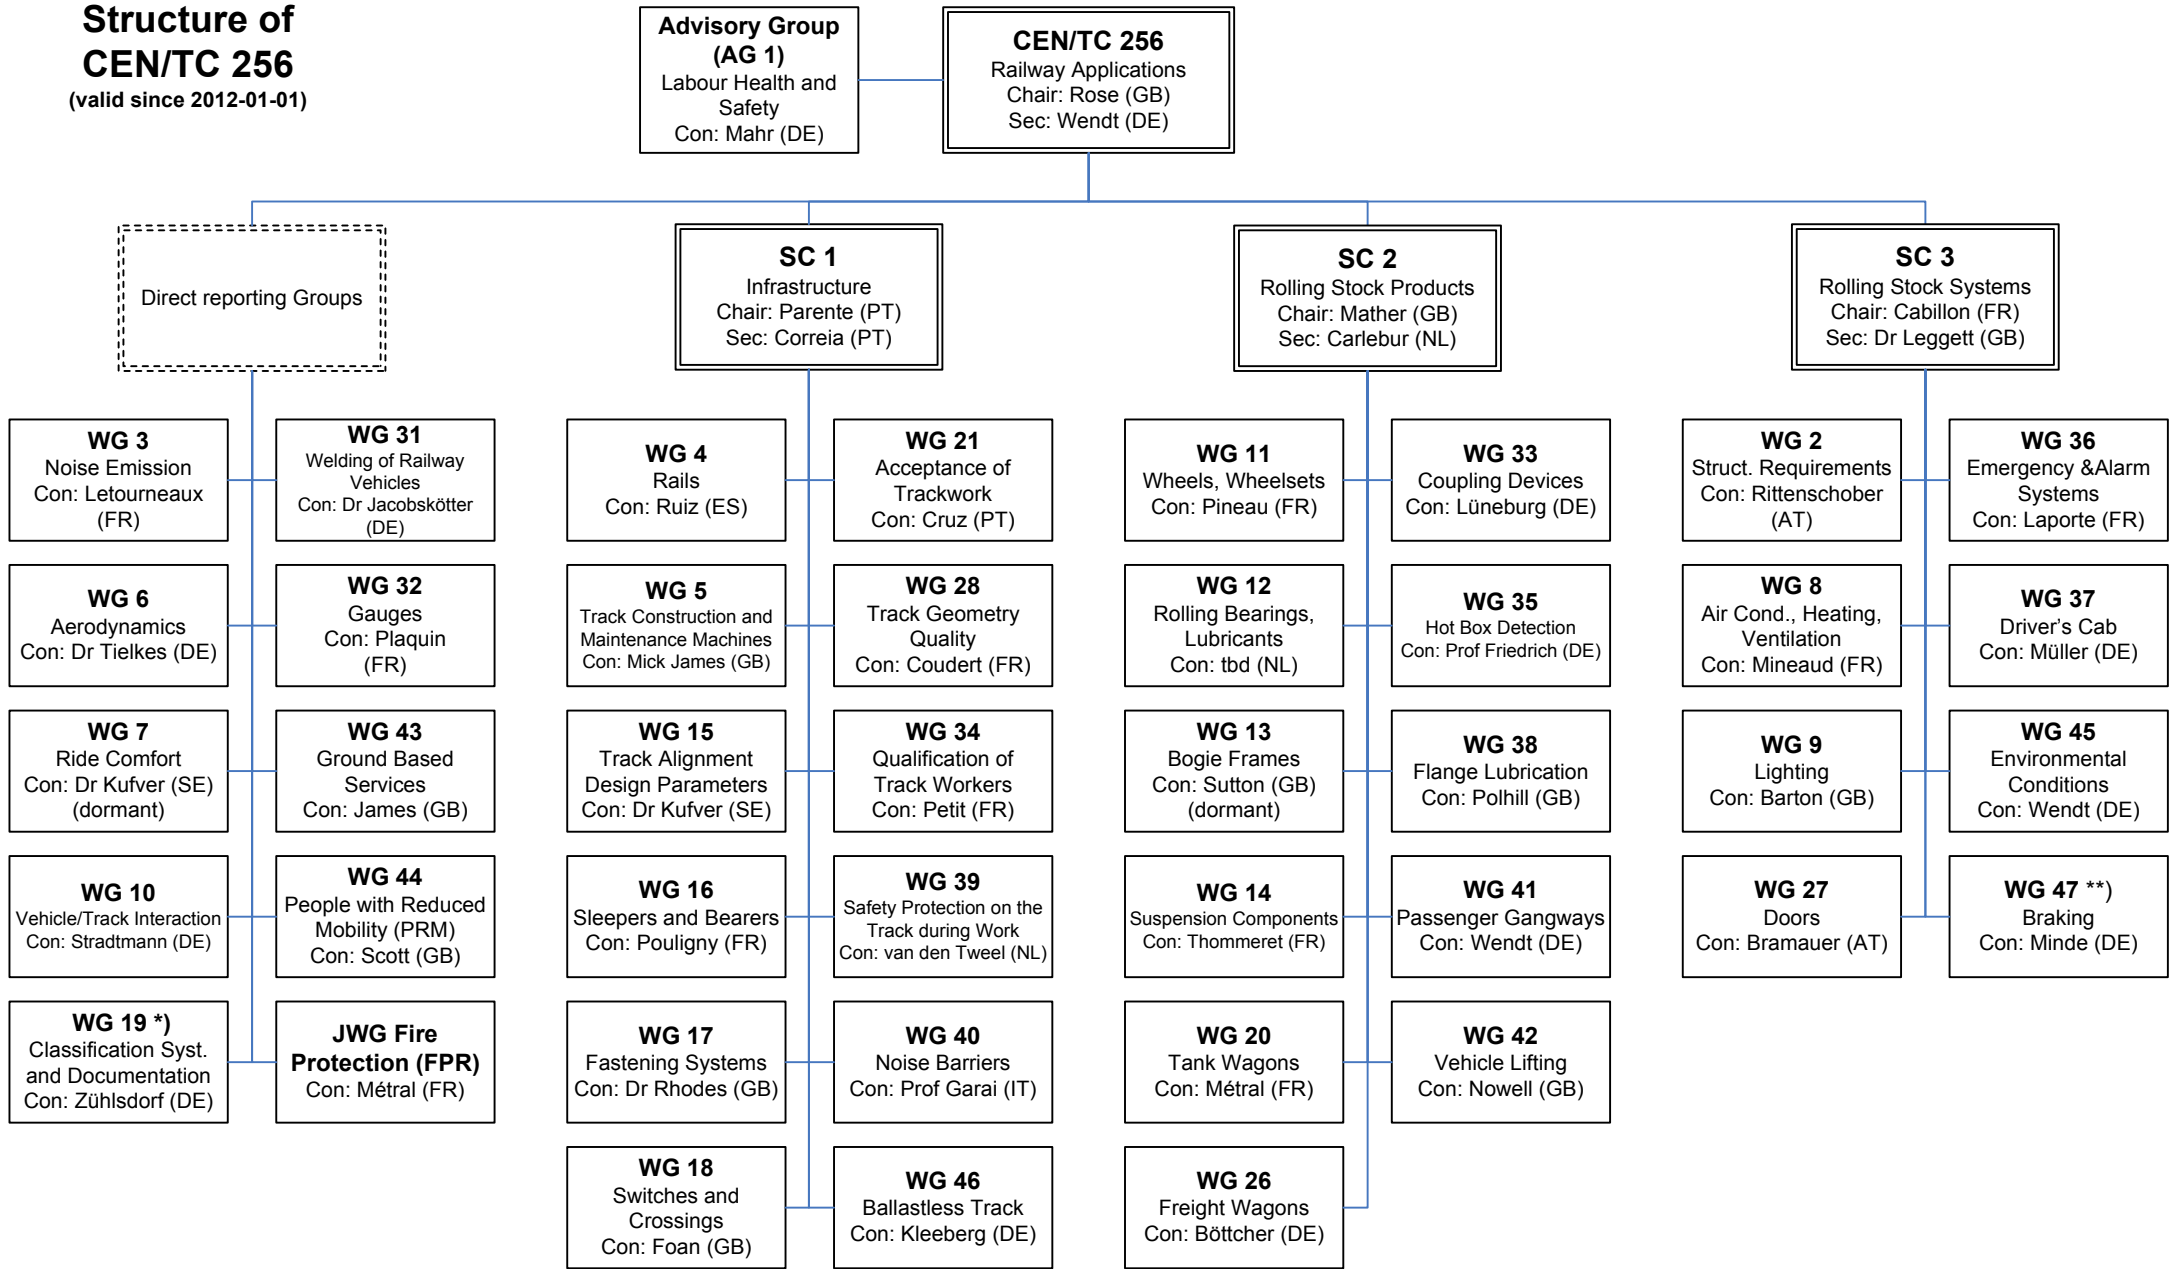 Structure of
CEN/TC 256
(valid since 2012-01-01)
Advisory Group
(AG 1)
Labour Health and
Safety
Con: Mahr (DE)
CEN/TC 256
Railway Applications
Chair: Rose (GB)
Sec: Wendt (DE)
Direct reporting Groups
SC 1
Infrastructure
Chair: Parente (PT)
Sec: Correia (PT)
SC 2
Rolling Stock Products
Chair: Mather (GB)
Sec: Carlebur (NL)
SC 3
Rolling Stock Systems
Chair: Cabillon (FR)
Sec: Dr Leggett (GB)
WG 3
Noise Emission
Con: Letourneaux
(FR)
WG 31
Welding of Railway
Vehicles
Con: Dr Jacobskötter
(DE)
WG 6
Aerodynamics
Con: Dr Tielkes (DE)
WG 32
Gauges
Con: Plaquin
(FR)
WG 7
Ride Comfort
Con: Dr Kufver (SE)
(dormant)
WG 43
Ground Based
Services
Con: James (GB)
WG 10
Vehicle/Track Interaction
Con: Stradtmann (DE)
WG 44
People with Reduced
Mobility (PRM)
Con: Scott (GB)
WG 19 *)
Classification Syst.
and Documentation
Con: Zühlsdorf (DE)
JWG Fire
Protection (FPR)
Con: Métral (FR)
WG 4
Rails
Con: Ruiz (ES)
WG 21
Acceptance of
Trackwork
Con: Cruz (PT)
WG 5
Track Construction and
Maintenance Machines
Con: Mick James (GB)
WG 28
Track Geometry
Quality
Con: Coudert (FR)
WG 15
Track Alignment
Design Parameters
Con: Dr Kufver (SE)
WG 34
Qualification of
Track Workers
Con: Petit (FR)
WG 16
Sleepers and Bearers
Con: Pouligny (FR)
WG 39
Safety Protection on the
Track during Work
Con: van den Tweel (NL)
WG 17
Fastening Systems
Con: Dr Rhodes (GB)
WG 40
Noise Barriers
Con: Prof Garai (IT)
WG 18
Switches and
Crossings
Con: Foan (GB)
WG 46
Ballastless Track
Con: Kleeberg (DE)
WG 11
Wheels, Wheelsets
Con: Pineau (FR)
WG 33
Coupling Devices
Con: Lüneburg (DE)
WG 12
Rolling Bearings,
Lubricants
Con: tbd (NL)
WG 35
Hot Box Detection
Con: Prof Friedrich (DE)
WG 13
Bogie Frames
Con: Sutton (GB)
(dormant)
WG 38
Flange Lubrication
Con: Polhill (GB)
WG 14
Suspension Components
Con: Thommeret (FR)
WG 41
Passenger Gangways
Con: Wendt (DE)
WG 20
Tank Wagons
Con: Métral (FR)
WG 42
Vehicle Lifting
Con: Nowell (GB)
WG 26
Freight Wagons
Con: Böttcher (DE)
WG 2
Struct. Requirements
Con: Rittenschober
(AT)
WG 36
Emergency &Alarm
Systems
Con: Laporte (FR)
WG 8
Air Cond., Heating,
Ventilation
Con: Mineaud (FR)
WG 37
Driver's Cab
Con: Müller (DE)
WG 9
Lighting
Con: Barton (GB)
WG 45
Environmental
Conditions
Con: Wendt (DE)
WG 27
Doors
Con: Bramauer (AT)
WG 47 **)
Braking
Con: Minde (DE)